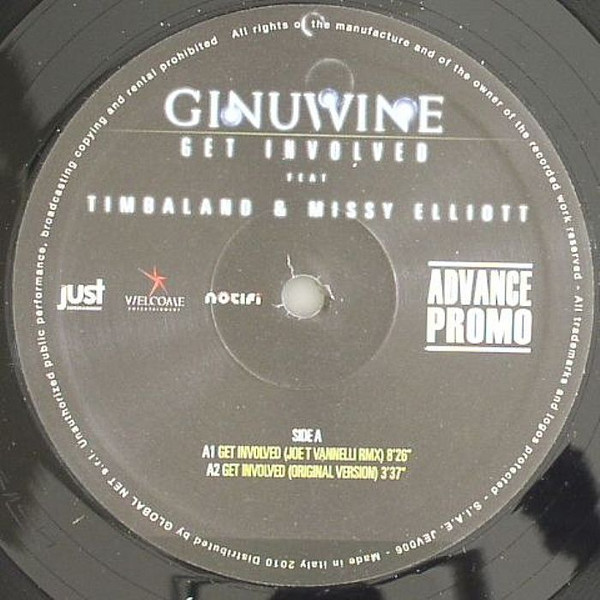 All rights of the manufacture and of the owner of the recorded work reserved - All trademarks and logos protected - S.I.A.E. JEV006 - Made in italy 2010 Distributed by GLOBAL NET s.r.l. Unauthorized public performance, broadcasting copying and rental prohibited
GINUWINE
GET INVOLVED
FEAT
TIMBALAND & MISSY ELLIOTT
just
ENTERTAINMENT
WELCOME
ENTERTAINMENT
notifi
ADVANCE
PROMO
SIDE A
A1 GET INVOLVED (JOE T VANNELLI RMX) 8'26"
A2 GET INVOLVED (ORIGINAL VERSION) 3'37"